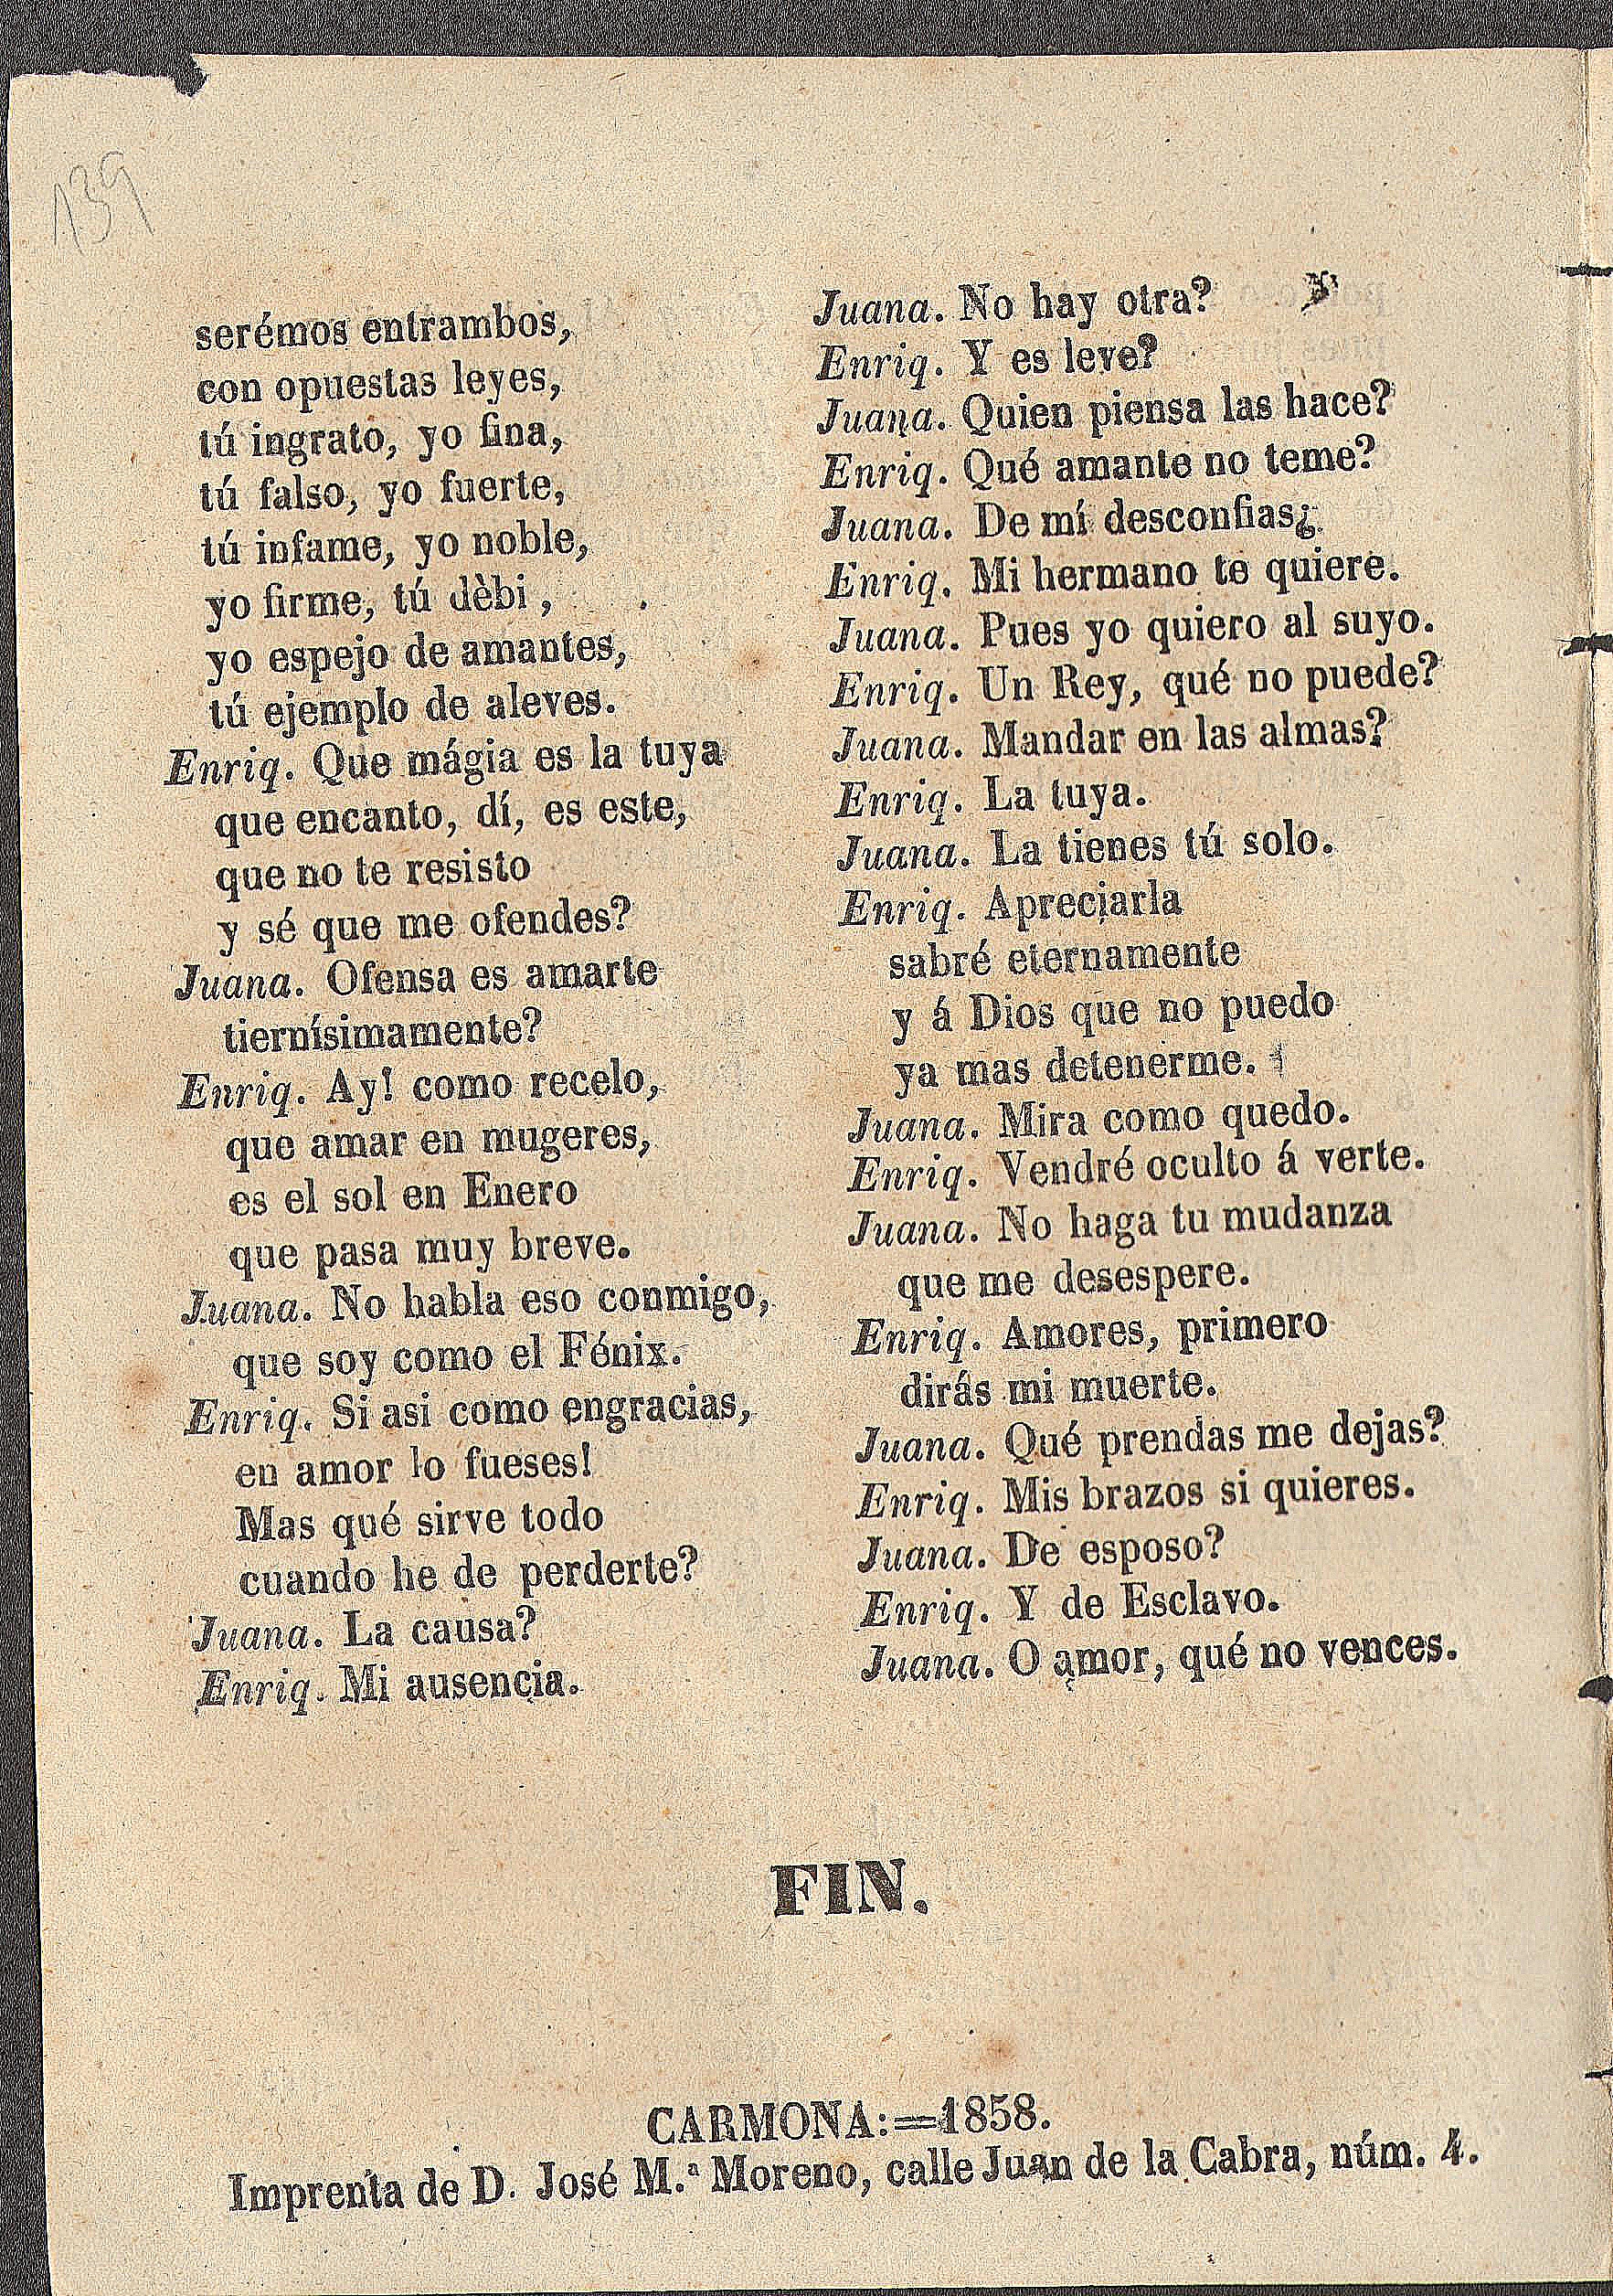 139
serémos entrambos,
con opuestas leyes,
tú ingrato, yo fina,
tú falso, yo fuerte,
tú infame, yo noble,
yo firme, tú dèbi ,
yo espejo de amantes,
tú ejemplo de aleves.
Enriq. Que mágia es la tuya
que encanto, dí, es este,
que no te resisto
y sé que me ofendes?
Juana. Ofensa es amarte
tiernísimamente?
Enriq. Ay! como recelo,
que amar en mugeres,
es el sol en Enero
que pasa muy breve.
Juana. No habla eso conmigo,
que soy como el Fénix.
Enriq. Si asi como engracias,
en amor lo fueses!
Mas qué sirve todo
cuando he de perderte?
Juana. La causa?
Enriq. Mi ausencia.
Juana. No hay otra?
Enriq. Y es leve?
Juana. Quien piensa las hace?
Enriq. Qué amante no teme?
Juana. De mí desconfias¿
Enriq. Mi hermano te quiere.
Juana. Pues yo quiero al suyo.
Enriq. Un Rey, qué no puede?
Juana. Mandar en las almas?
Enriq. La tuya.
Juana. La tienes tú solo.
Enriq. Apreciarla
sabré eternamente
y á Dios que no puedo
ya mas detenerme.
Juana. Mira como quedo.
Enriq. Vendré oculto á verte.
Juana. No haga tu mudanza
que me desespere.
Enriq. Amores, primero
dirás mi muerte.
Juana. Qué prendas me dejas?
Enriq. Mis brazos si quieres.
Juana. De esposo?
Enriq. Y de Esclavo.
Juana. O amor, qué no vences.
FIN.
CARMONA:=1858.
Imprenta de D. José M.ª Moreno, calle Juan de la Cabra, núm. 4.